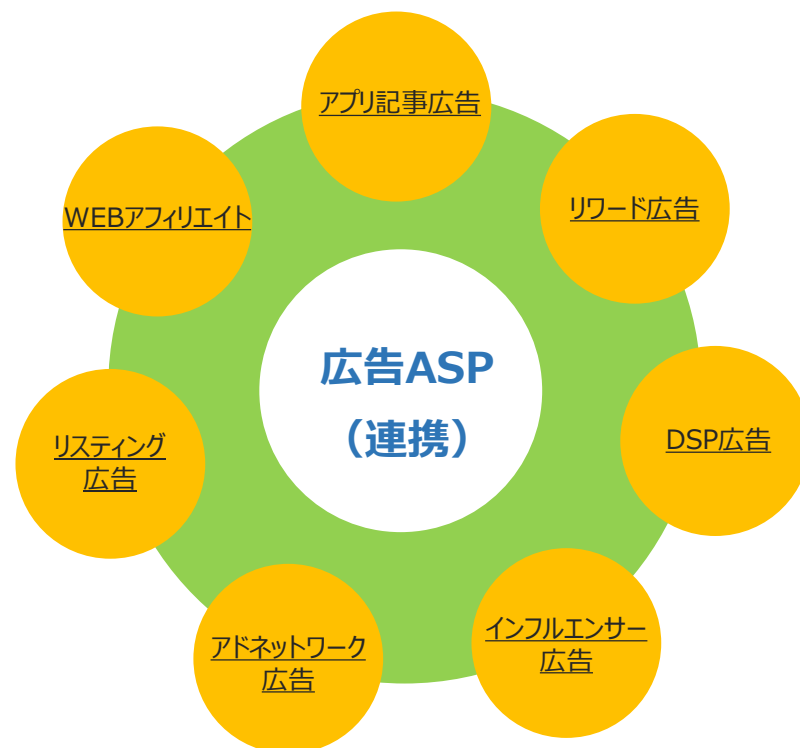 アプリ記事広告
WEBアフィリエイト
リワード広告
広告ASP
（連携）
リスティング
広告
DSP広告
アドネットワーク
広告
インフルエンサー
広告